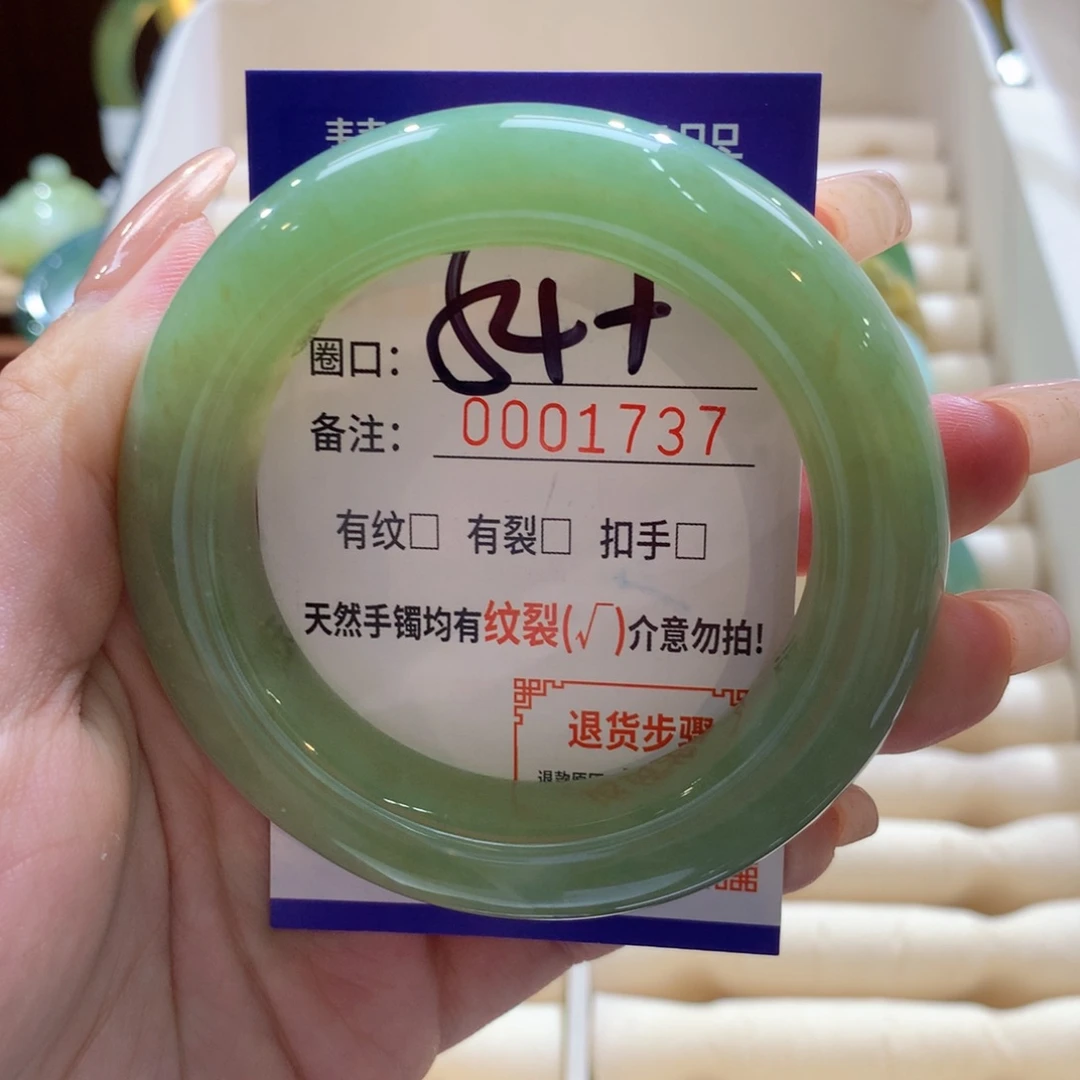 圈口： 54+
备注： 0001737
有纹□ 有裂□ 扣手□
天然手镯均有纹裂(√)介意勿拍!
退货步骤